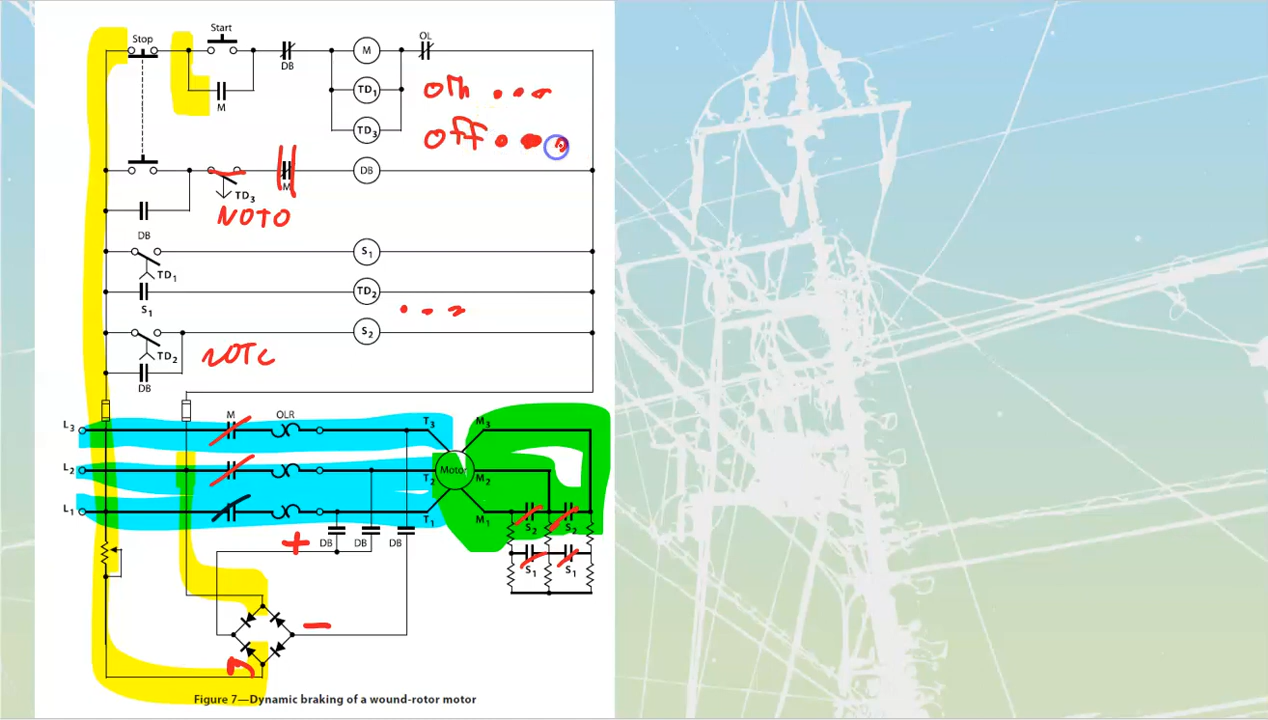 Start
Stop
M
OL
DB
M
TD1
on
TD3
off
DB
M
TD3
NOTO
DB
S1
TD1
TD2
S1
S2
TD2
NOTC
DB
M
OLR
L3
T3
M3
L2
Motor
T2
M2
L1
T1
M1
S2
S2
+
DB
DB
DB
S1
S1
−
Figure 7—Dynamic braking of a wound-rotor motor